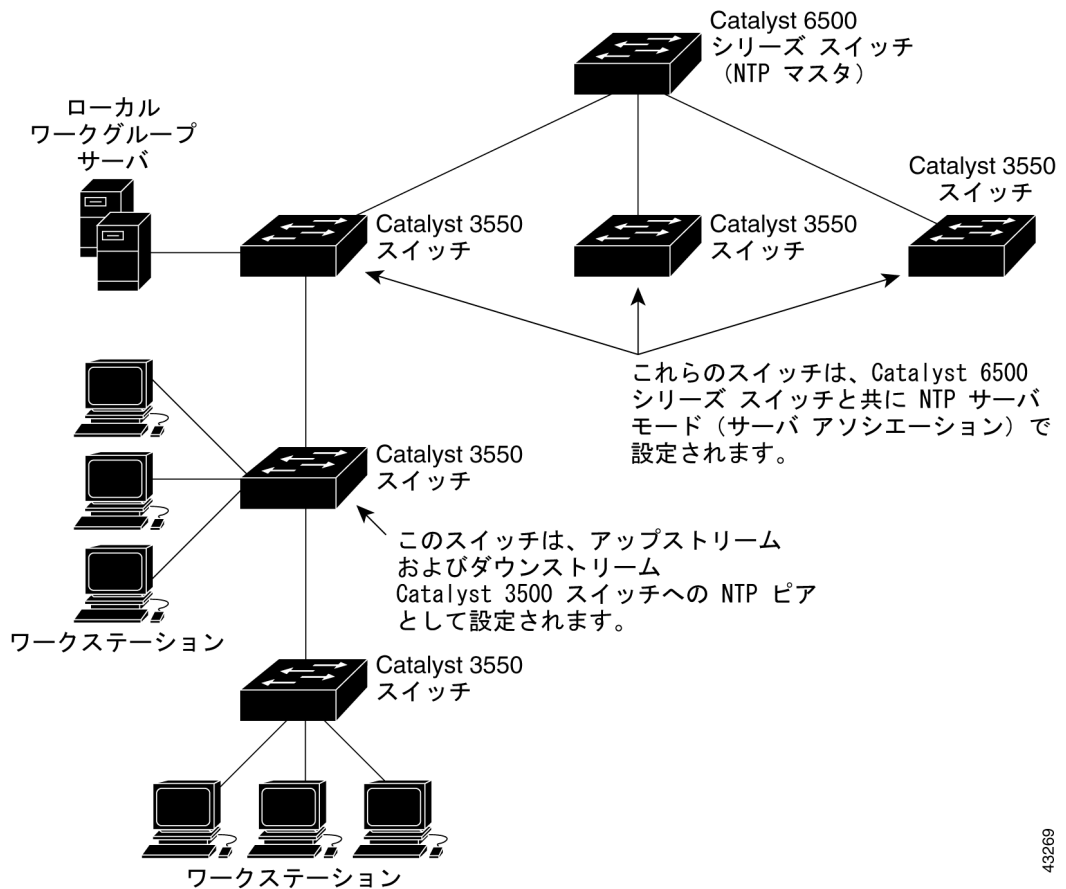 Catalyst 6500
シリーズ スイッチ
（NTP マスタ）
ローカル
ワークグループ
サーバ
Catalyst 3550
スイッチ
Catalyst 3550
スイッチ
Catalyst 3550
スイッチ
これらのスイッチは、Catalyst 6500
シリーズ スイッチと共に NTP サーバ
モード（サーバ アソシエーション）で
設定されます。
Catalyst 3550
スイッチ
このスイッチは、アップストリーム
およびダウンストリーム
Catalyst 3500 スイッチへの NTP ピア
として設定されます。
ワークステーション
Catalyst 3550
スイッチ
ワークステーション
43269